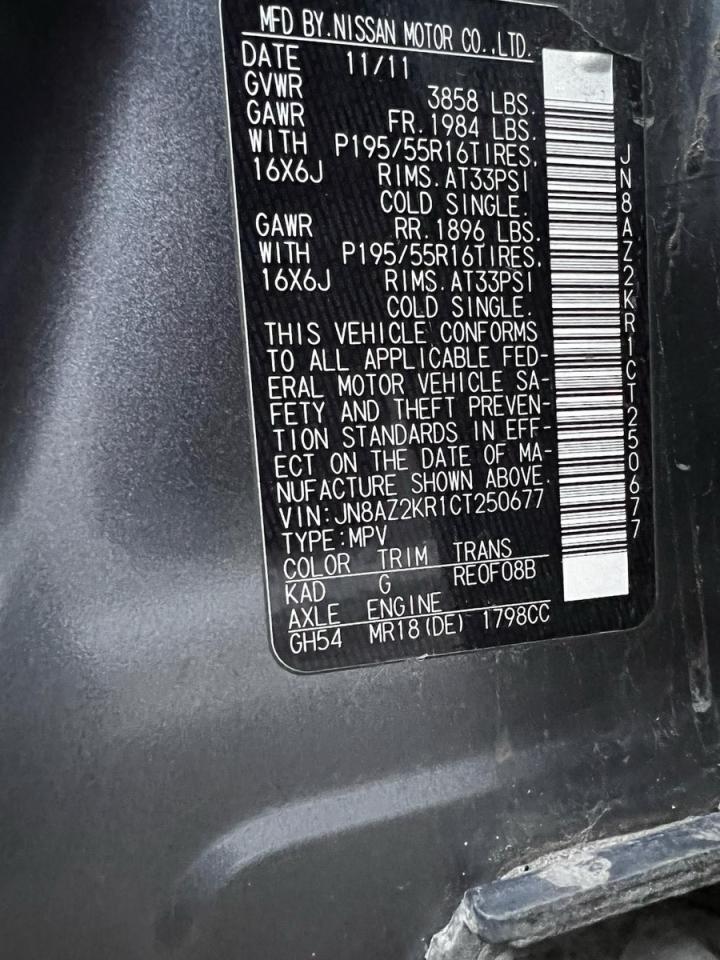 MFD BY.NISSAN MOTOR CO.,LTD.
DATE 11/11
GVWR 3858 LBS.
GAWR FR.1984 LBS.
WITH P195/55R16TIRES,
16X6J RIMS.AT33PSI
COLD SINGLE.
GAWR RR.1896 LBS.
WITH P195/55R16TIRES,
16X6J RIMS.AT33PSI
COLD SINGLE.
THIS VEHICLE CONFORMS
TO ALL APPLICABLE FED-
ERAL MOTOR VEHICLE SA-
FETY AND THEFT PREVEN-
TION STANDARDS IN EFF-
ECT ON THE DATE OF MA-
NUFACTURE SHOWN ABOVE.
VIN:JN8AZ2KR1CT250677
TYPE:MPV
COLOR TRIM TRANS
KAD G RE0F08B
AXLE ENGINE
GH54 MR18(DE) 1798CC
JN8AZ2KR1CT250677